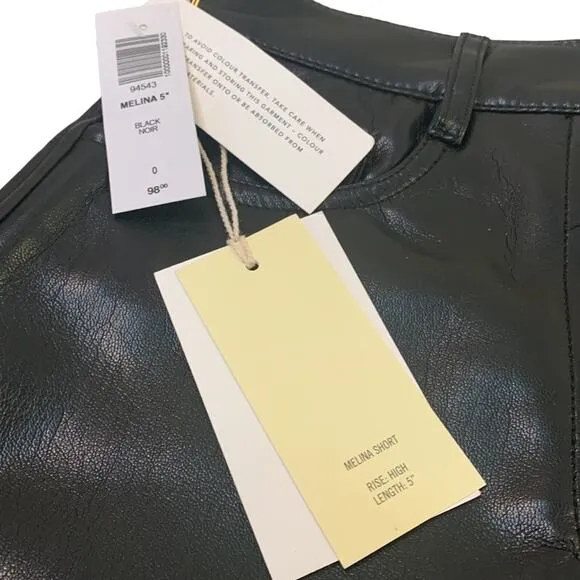 94543
MELINA 5"
BLACK
NOIR
0
98.00
TO AVOID COLOUR TRANSFER, TAKE CARE WHEN
AND STORING THIS GARMENT - COLOUR
TRANSFER ONTO OR BE ABSORBED FROM
MATERIALS.
MELINA SHORT
RISE: HIGH
LENGTH: 5"